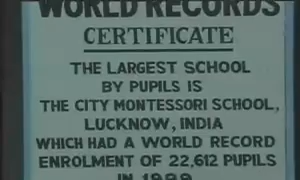 WORLD RECORDS
CERTIFICATE
THE LARGEST SCHOOL
BY PUPILS IS
THE CITY MONTESSORI SCHOOL,
LUCKNOW, INDIA
WHICH HAD A WORLD RECORD
ENROLMENT OF 22,612 PUPILS
IN